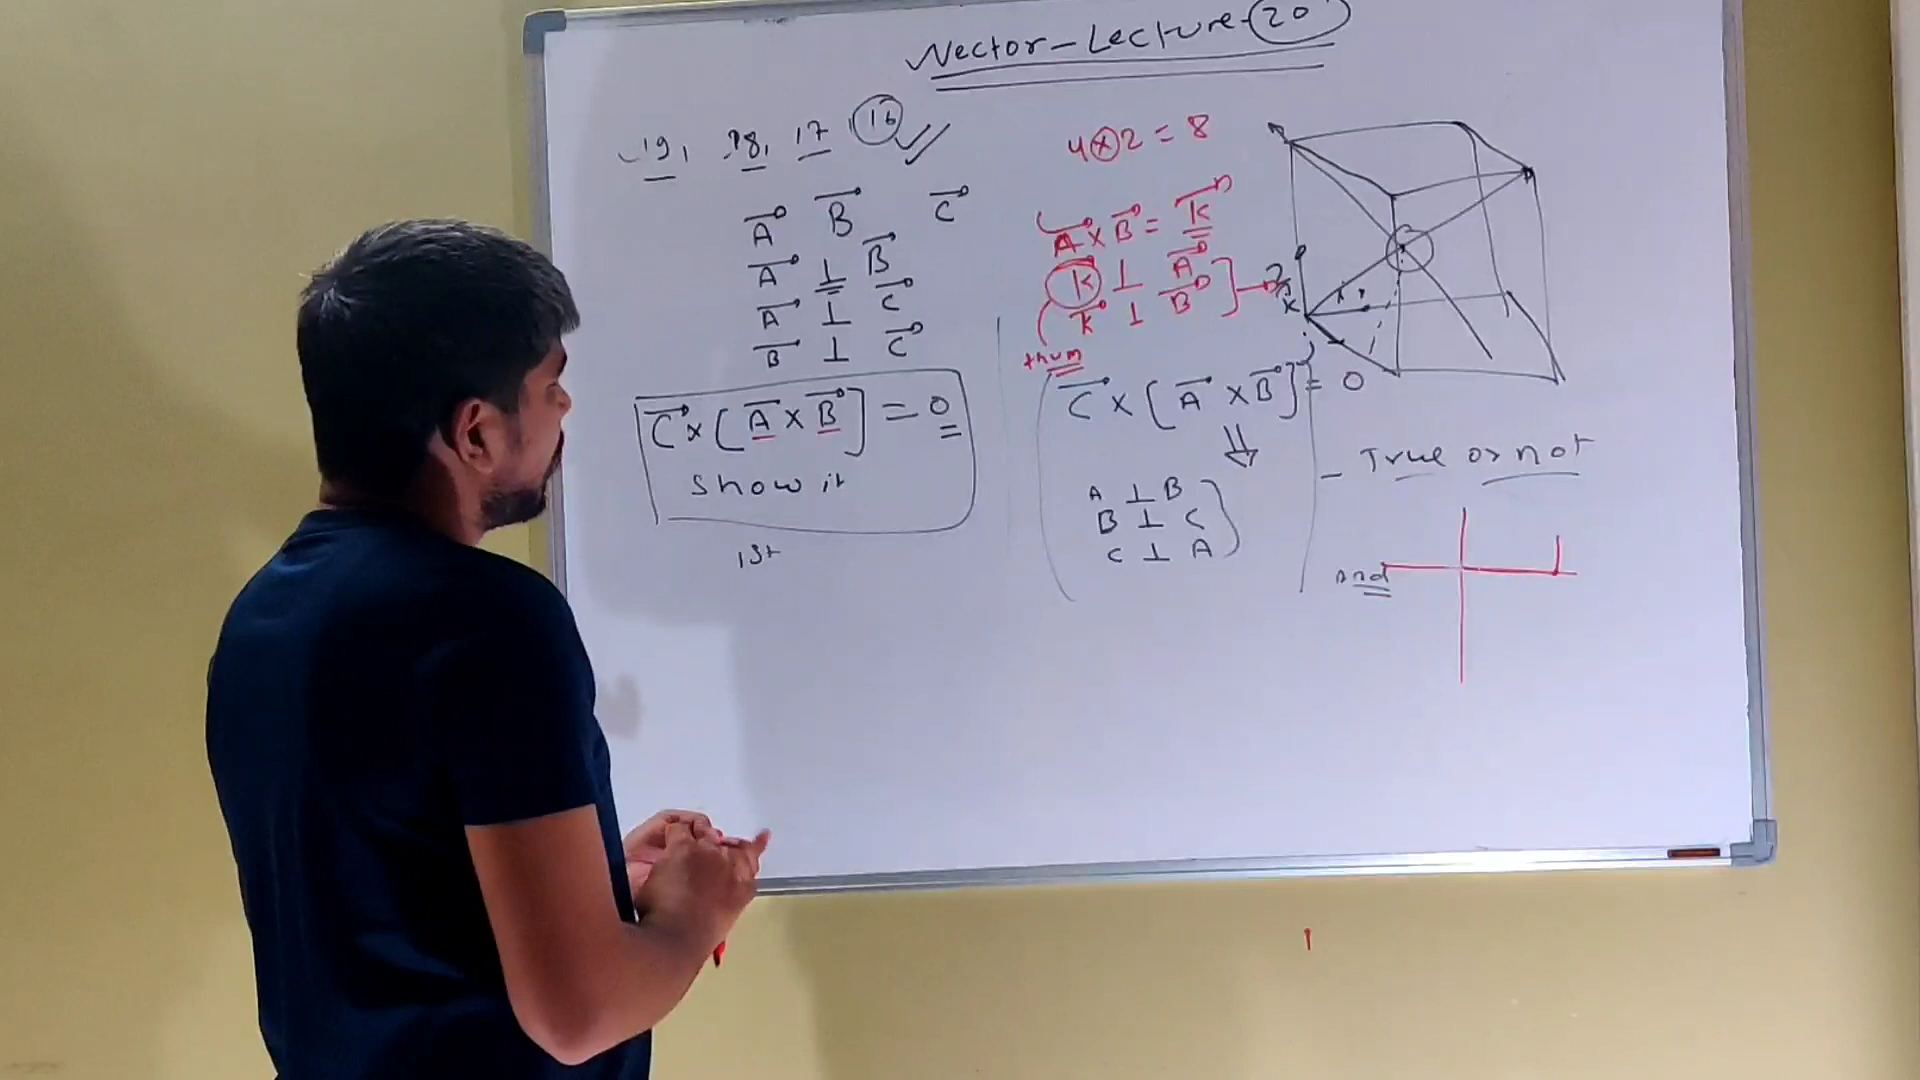 Vector-Lecture-20
19, 18, 17 16
A B C
A ⊥ B
A ⊥ C
B ⊥ C
C × [A × B] = 0
Show it
1st
4 × 2 = 8
A × B = K
K ⊥ A
K ⊥ B
thum
C × [A × B] = 0
- True or not
A ⊥ B
B ⊥ C
C ⊥ A
2nd